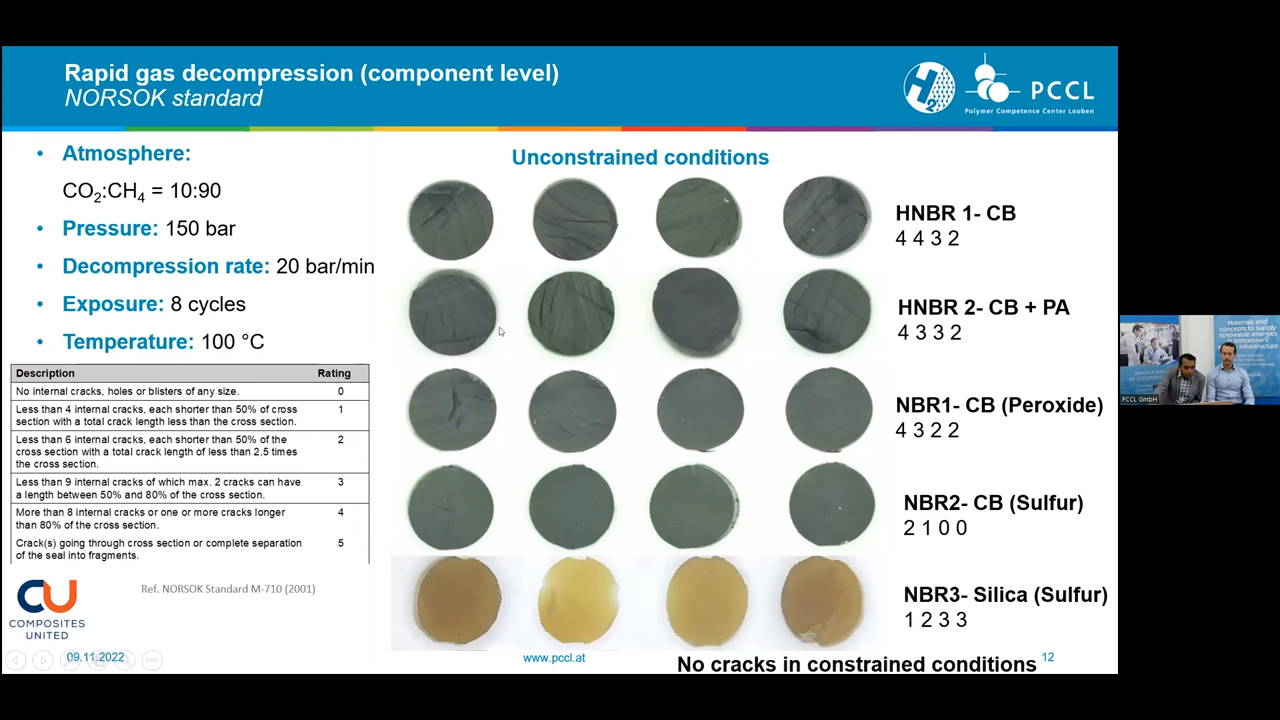 Rapid gas decompression (component level)
NORSOK standard
H2
PCCL
Polymer Competence Center Leoben
• Atmosphere:
CO₂:CH₄ = 10:90
• Pressure: 150 bar
• Decompression rate: 20 bar/min
• Exposure: 8 cycles
• Temperature: 100 °C
Description Rating
No internal cracks, holes or blisters of any size. 0
Less than 4 internal cracks, each shorter than 50% of cross 1
section with a total crack length less than the cross section.
Less than 6 internal cracks, each shorter than 50% of the 2
cross section with a total crack length of less than 2,5 times
the cross section.
Less than 9 internal cracks of which max. 2 cracks can have 3
a length between 50% and 80% of the cross section.
More than 8 internal cracks or one or more cracks longer 4
than 80% of the cross section.
Crack(s) going through cross section or complete separation 5
of the seal into fragments.
Ref. NORSOK Standard M-710 (2001)
CU
COMPOSITES
UNITED
Unconstrained conditions
HNBR 1- CB
4 4 3 2
HNBR 2- CB + PA
4 3 3 2
NBR1- CB (Peroxide)
4 3 2 2
NBR2- CB (Sulfur)
2 1 0 0
NBR3- Silica (Sulfur)
1 2 3 3
No cracks in constrained conditions
09.11.2022
www.pccl.at
12
Materials and
concepts to supply
renewable energies
PCCL GmbH